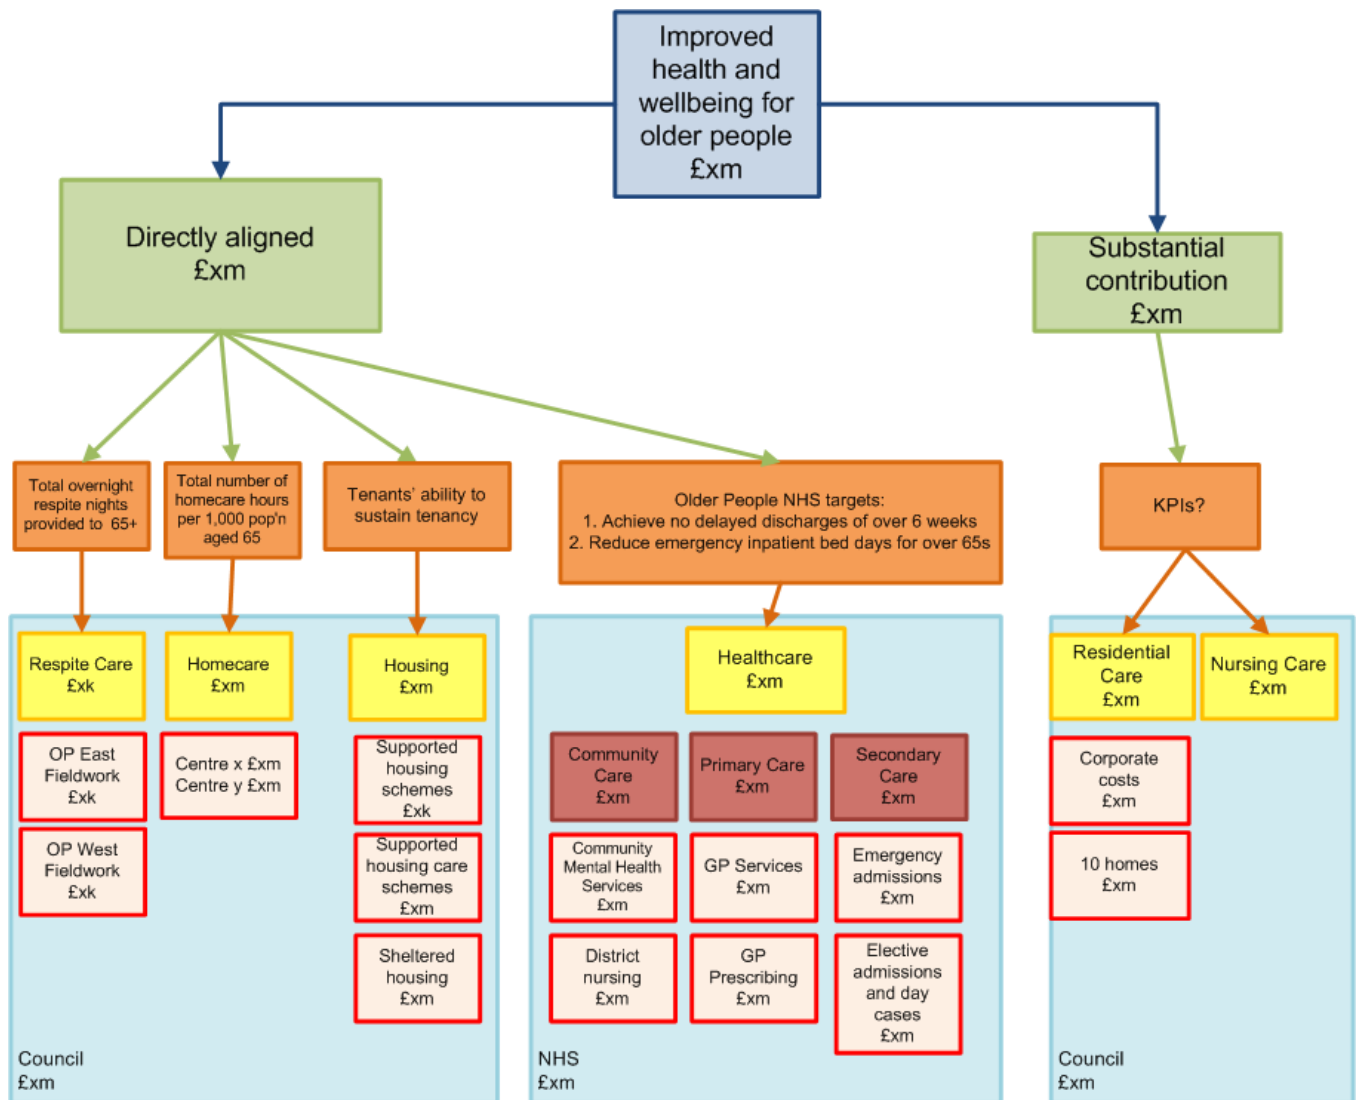 Improved
health and
wellbeing for
older people
£xm
Directly aligned
£xm
Substantial
contribution
£xm
Total overnight
respite nights
provided to 65+
Total number of
homecare hours
per 1,000 pop'n
aged 65
Tenants' ability to
sustain tenancy
Older People NHS targets:
1. Achieve no delayed discharges of over 6 weeks
2. Reduce emergency inpatient bed days for over 65s
KPIs?
Respite Care
£xk
Homecare
£xm
Housing
£xm
Healthcare
£xm
Residential
Care
£xm
Nursing Care
£xm
OP East
Fieldwork
£xk
OP West
Fieldwork
£xk
Centre x £xm
Centre y £xm
Supported
housing
schemes
£xk
Supported
housing care
schemes
£xm
Sheltered
housing
£xm
Community
Care
£xm
Primary Care
£xm
Secondary
Care
£xm
Community
Mental Health
Services
£xm
GP Services
£xm
Emergency
admissions
£xm
District
nursing
£xm
GP
Prescribing
£xm
Elective
admissions
and day
cases
£xm
Corporate
costs
£xm
10 homes
£xm
Council
£xm
NHS
£xm
Council
£xm